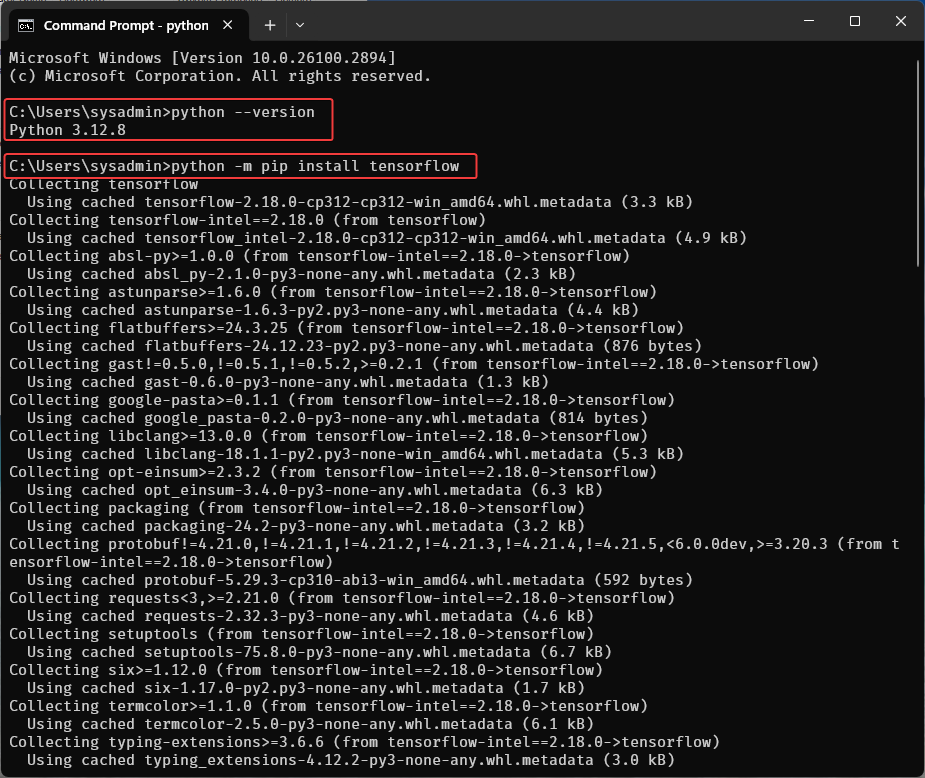 Command Prompt - python
Microsoft Windows [Version 10.0.26100.2894]
(c) Microsoft Corporation. All rights reserved.
C:\Users\sysadmin>python --version
Python 3.12.8
C:\Users\sysadmin>python -m pip install tensorflow
Collecting tensorflow
  Using cached tensorflow-2.18.0-cp312-cp312-win_amd64.whl.metadata (3.3 kB)
Collecting tensorflow-intel==2.18.0 (from tensorflow)
  Using cached tensorflow_intel-2.18.0-cp312-cp312-win_amd64.whl.metadata (4.9 kB)
Collecting absl-py>=1.0.0 (from tensorflow-intel==2.18.0->tensorflow)
  Using cached absl_py-2.1.0-py3-none-any.whl.metadata (2.3 kB)
Collecting astunparse>=1.6.0 (from tensorflow-intel==2.18.0->tensorflow)
  Using cached astunparse-1.6.3-py2.py3-none-any.whl.metadata (4.4 kB)
Collecting flatbuffers>=24.3.25 (from tensorflow-intel==2.18.0->tensorflow)
  Using cached flatbuffers-24.12.23-py2.py3-none-any.whl.metadata (876 bytes)
Collecting gast!=0.5.0,!=0.5.1,!=0.5.2,>=0.2.1 (from tensorflow-intel==2.18.0->tensorflow)
  Using cached gast-0.6.0-py3-none-any.whl.metadata (1.3 kB)
Collecting google-pasta>=0.1.1 (from tensorflow-intel==2.18.0->tensorflow)
  Using cached google_pasta-0.2.0-py3-none-any.whl.metadata (814 bytes)
Collecting libclang>=13.0.0 (from tensorflow-intel==2.18.0->tensorflow)
  Using cached libclang-18.1.1-py2.py3-none-win_amd64.whl.metadata (5.3 kB)
Collecting opt-einsum>=2.3.2 (from tensorflow-intel==2.18.0->tensorflow)
  Using cached opt_einsum-3.4.0-py3-none-any.whl.metadata (6.3 kB)
Collecting packaging (from tensorflow-intel==2.18.0->tensorflow)
  Using cached packaging-24.2-py3-none-any.whl.metadata (3.2 kB)
Collecting protobuf!=4.21.0,!=4.21.1,!=4.21.2,!=4.21.3,!=4.21.4,!=4.21.5,<6.0.0dev,>=3.20.3 (from t
ensorflow-intel==2.18.0->tensorflow)
  Using cached protobuf-5.29.3-cp310-abi3-win_amd64.whl.metadata (592 bytes)
Collecting requests<3,>=2.21.0 (from tensorflow-intel==2.18.0->tensorflow)
  Using cached requests-2.32.3-py3-none-any.whl.metadata (4.6 kB)
Collecting setuptools (from tensorflow-intel==2.18.0->tensorflow)
  Using cached setuptools-75.8.0-py3-none-any.whl.metadata (6.7 kB)
Collecting six>=1.12.0 (from tensorflow-intel==2.18.0->tensorflow)
  Using cached six-1.17.0-py2.py3-none-any.whl.metadata (1.7 kB)
Collecting termcolor>=1.1.0 (from tensorflow-intel==2.18.0->tensorflow)
  Using cached termcolor-2.5.0-py3-none-any.whl.metadata (6.1 kB)
Collecting typing-extensions>=3.6.6 (from tensorflow-intel==2.18.0->tensorflow)
  Using cached typing_extensions-4.12.2-py3-none-any.whl.metadata (3.0 kB)